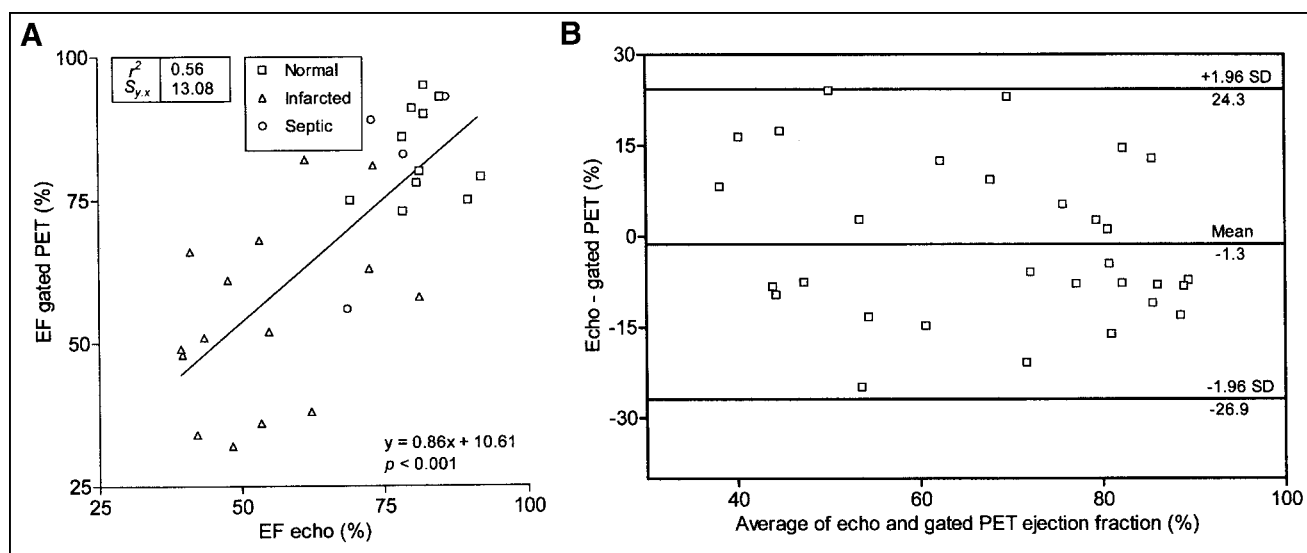 A
r² 0.56
Sy.x 13.08
Normal
Infarcted
Septic
EF gated PET (%)
100
75
50
25
y = 0.86x + 10.61
p < 0.001
25
50
75
100
EF echo (%)
B
Echo - gated PET (%)
30
15
0
-15
-30
+1.96 SD
24.3
Mean
-1.3
-1.96 SD
-26.9
40
60
80
100
Average of echo and gated PET ejection fraction (%)